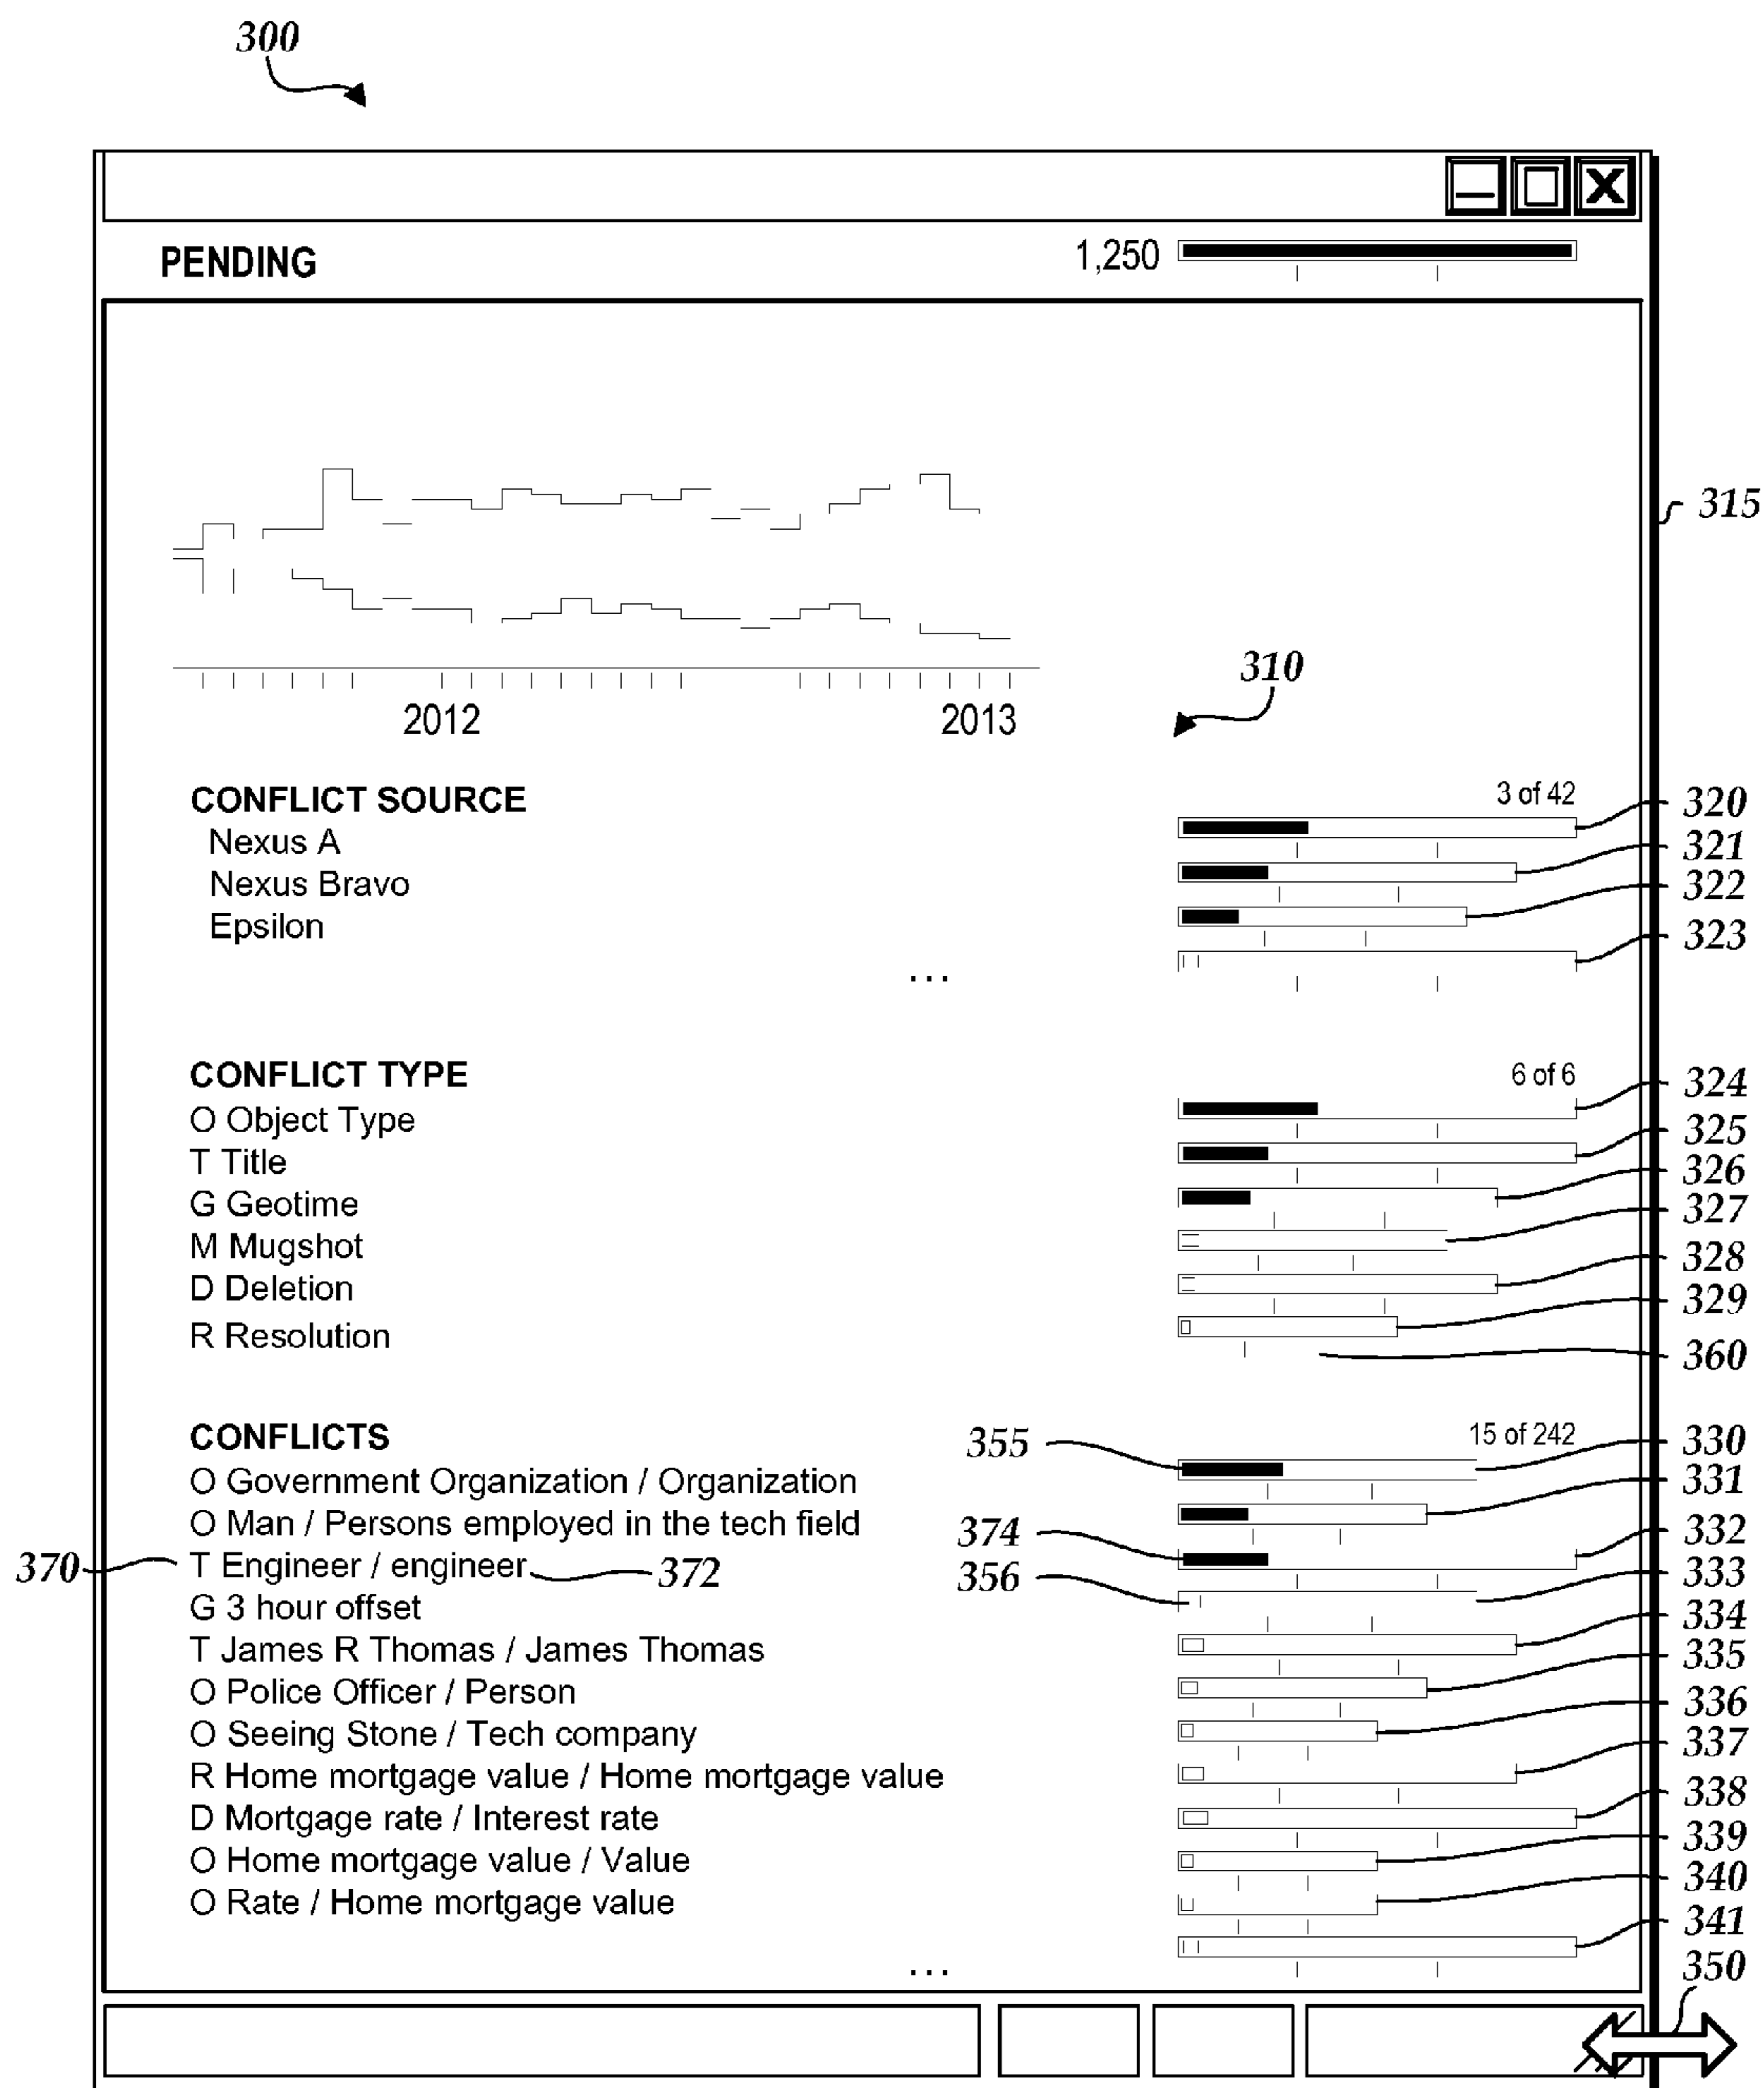 300
X
PENDING 1,250
315
2012 2013
310
CONFLICT SOURCE 3 of 42 320
Nexus A 321
Nexus Bravo 322
Epsilon 323
...
CONFLICT TYPE 6 of 6 324
O Object Type 325
T Title 326
G Geotime 327
M Mugshot 328
D Deletion 329
R Resolution 360
CONFLICTS 355 15 of 242 330
O Government Organization / Organization 331
O Man / Persons employed in the tech field 374 332
370 T Engineer / engineer 372 356 333
G 3 hour offset 334
T James R Thomas / James Thomas 335
O Police Officer / Person 336
O Seeing Stone / Tech company 337
R Home mortgage value / Home mortgage value 338
D Mortgage rate / Interest rate 339
O Home mortgage value / Value 340
O Rate / Home mortgage value 341
... 350